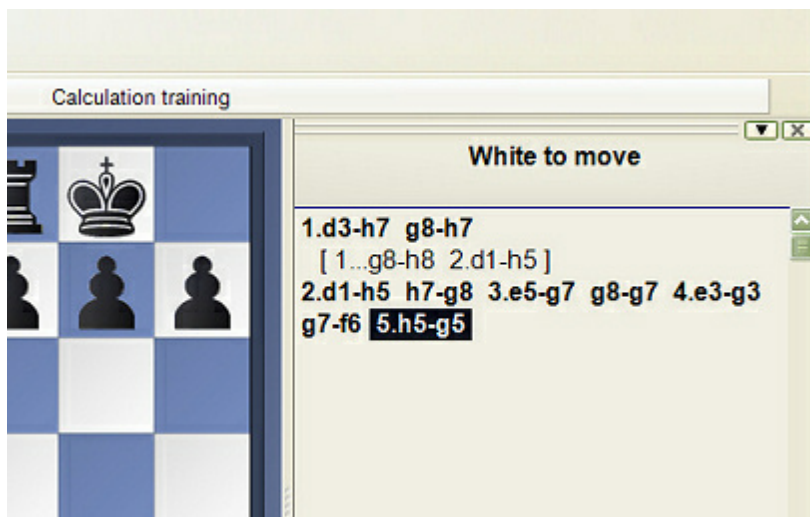 Calculation training
White to move
1.d3-h7 g8-h7
[ 1...g8-h8 2.d1-h5 ]
2.d1-h5 h7-g8 3.e5-g7 g8-g7 4.e3-g3
g7-f6 5.h5-g5